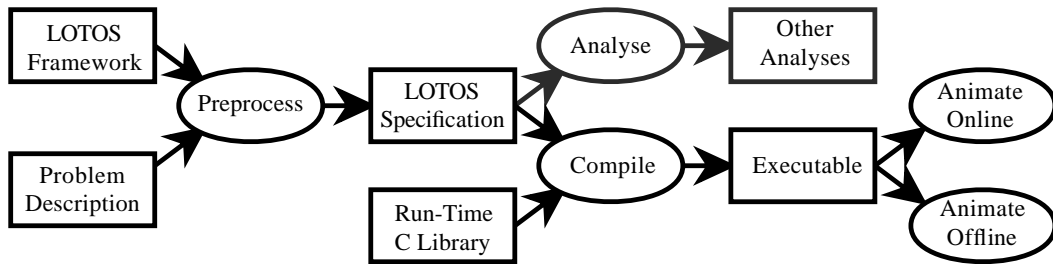 LOTOS
Framework
Problem
Description
Preprocess
LOTOS
Specification
Run-Time
C Library
Analyse
Compile
Other
Analyses
Executable
Animate
Online
Animate
Offline